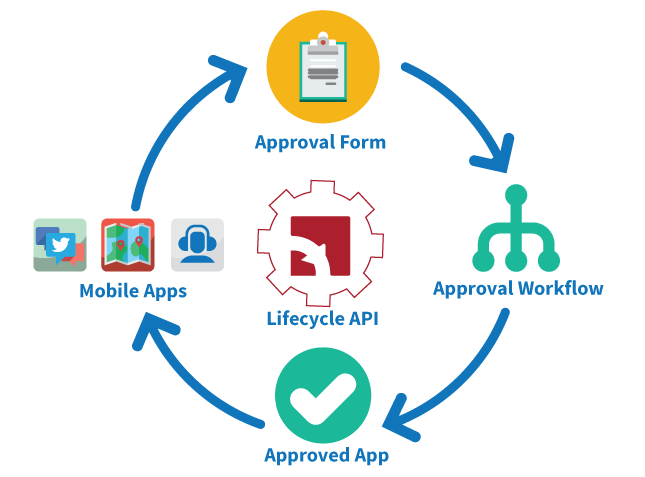 Approval Form
Mobile Apps
Approval Workflow
Lifecycle API
Approved App